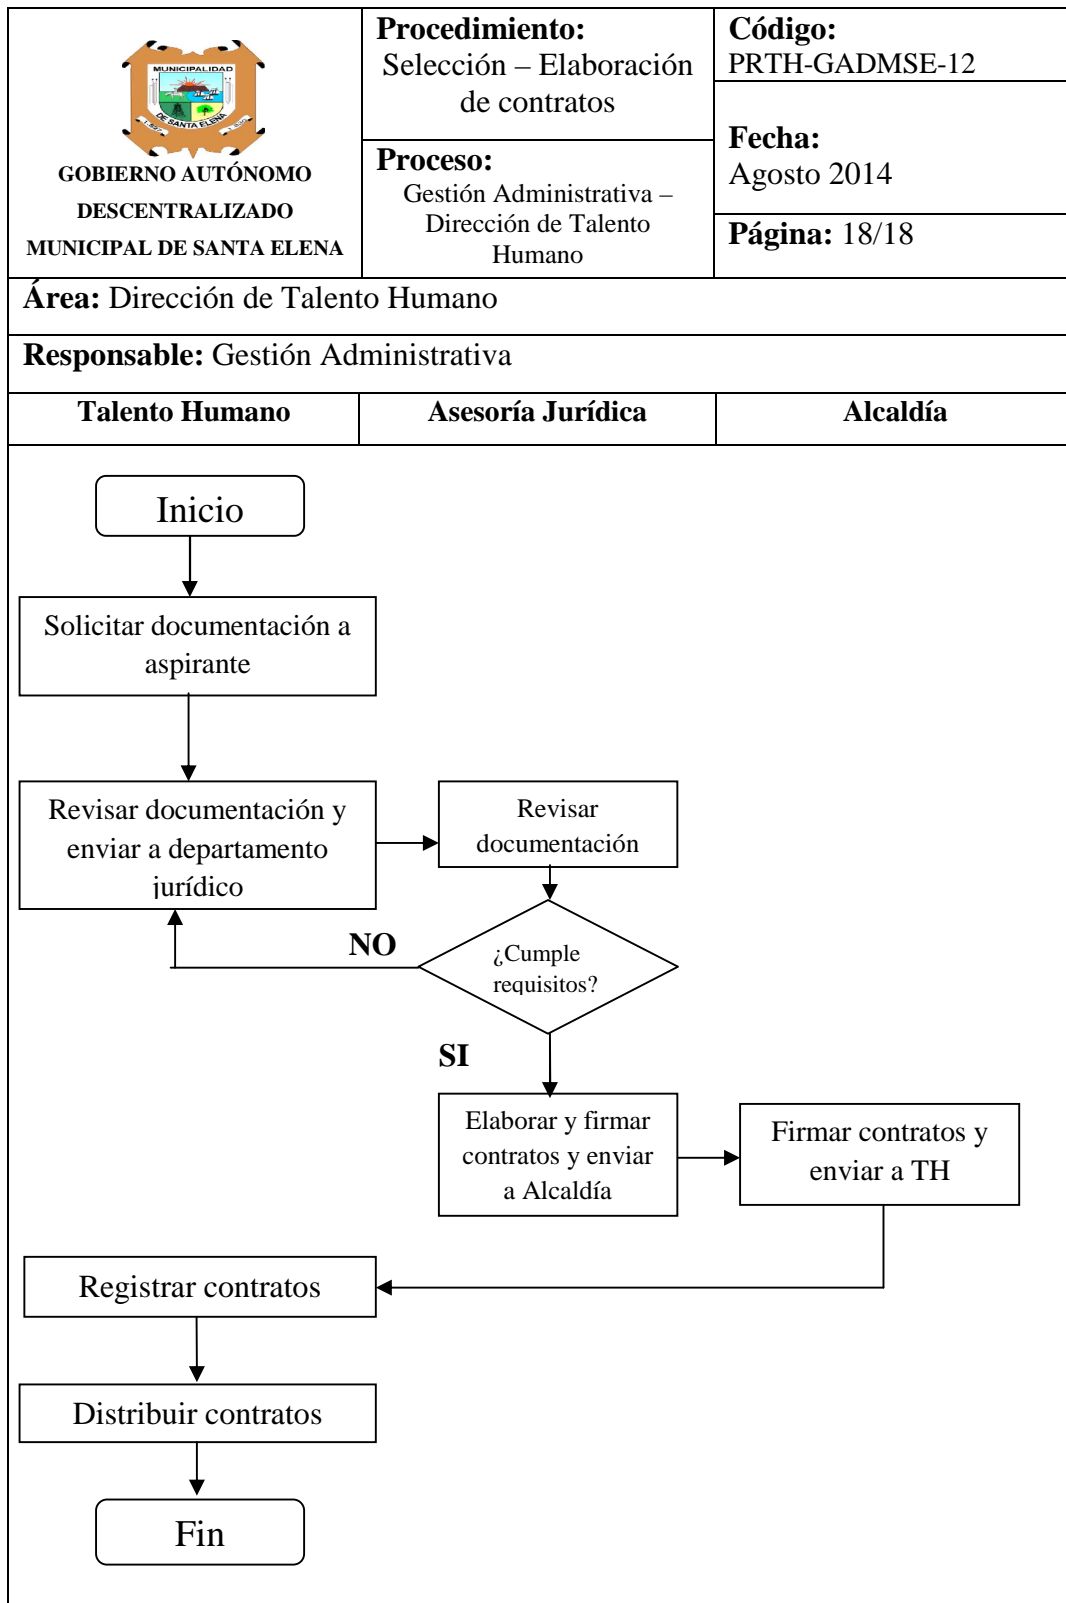 MUNICIPALIDAD
DE SANTA ELENA
GOBIERNO AUTÓNOMO
DESCENTRALIZADO
MUNICIPAL DE SANTA ELENA
Procedimiento:
Selección – Elaboración
de contratos
Proceso:
Gestión Administrativa –
Dirección de Talento
Humano
Código:
PRTH-GADMSE-12
Fecha:
Agosto 2014
Página: 18/18
Área: Dirección de Talento Humano
Responsable: Gestión Administrativa
Talento Humano
Asesoría Jurídica
Alcaldía
Inicio
Solicitar documentación a
aspirante
Revisar documentación y
enviar a departamento
jurídico
Revisar
documentación
NO
¿Cumple
requisitos?
SI
Elaborar y firmar
contratos y enviar
a Alcaldía
Firmar contratos y
enviar a TH
Registrar contratos
Distribuir contratos
Fin